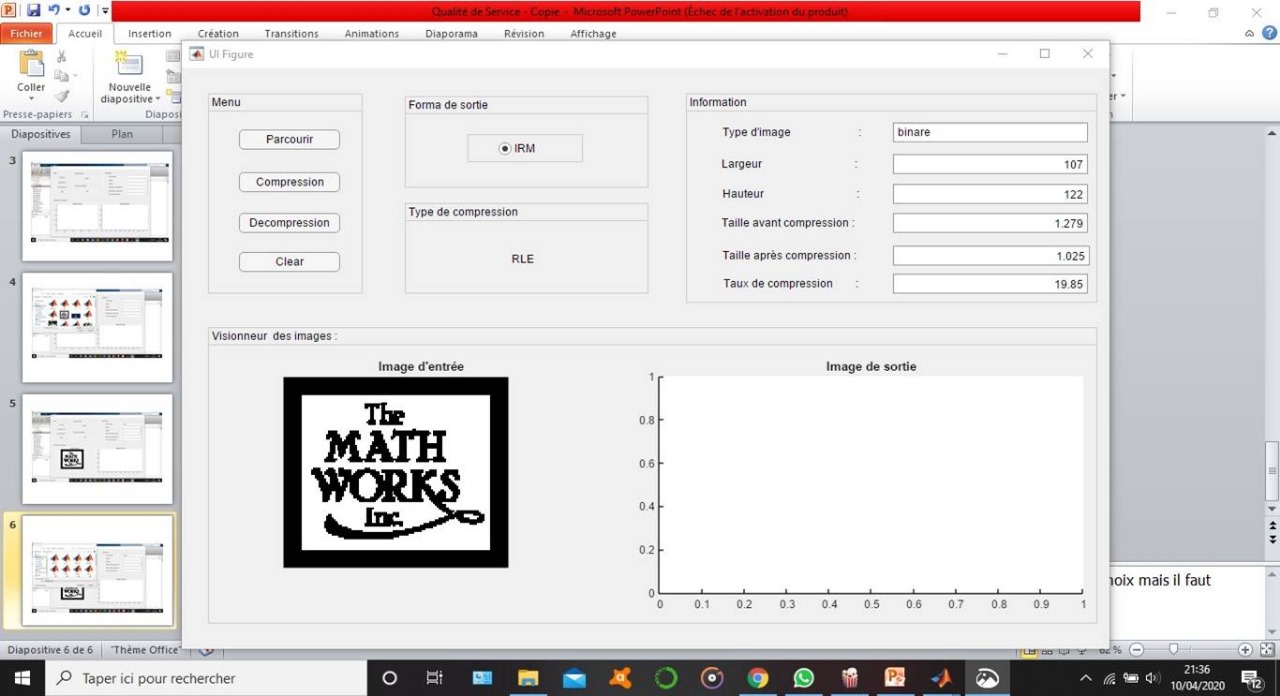 Qualité de Service - Copie - Microsoft PowerPoint (Échec de l'activation du produit)
Fichier Accueil Insertion Création Transitions Animations Diaporama Révision Affichage
UI Figure
Coller
Nouvelle
diapositive
Presse-papiers
Diaposi
Diapositives Plan
3
4
5
6
Menu
Parcourir
Compression
Decompression
Clear
Forma de sortie
IRM
Type de compression
RLE
Information
Type d'image : binare
Largeur : 107
Hauteur : 122
Taille avant compression : 1.279
Taille après compression : 1.025
Taux de compression : 19.85
Visionneur des images :
Image d'entrée
The
MATH
WORKS
Inc.
Image de sortie
1
0.8
0.6
0.4
0.2
0
0 0.1 0.2 0.3 0.4 0.5 0.6 0.7 0.8 0.9 1
hoix mais il faut
Diapositive 6 de 6 "Thème Office" 62 %
Taper ici pour rechercher
21:36
10/04/2020
12